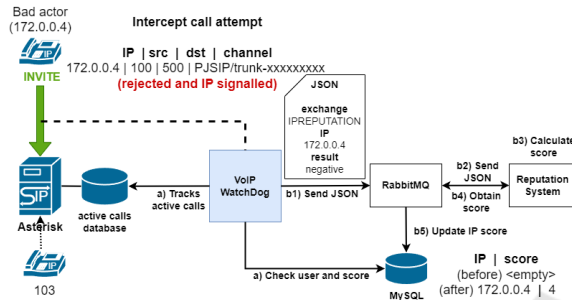 Bad actor
(172.0.0.4)
IP
INVITE
Intercept call attempt
IP | src | dst | channel
172.0.0.4 | 100 | 500 | PJSIP/trunk-xxxxxxxxx
(rejected and IP signalled)
JSON
exchange
IPREPUTATION
IP
172.0.0.4
result
negative
SIP
Asterisk
IP
103
active calls
database
a) Tracks
active calls
VoIP
WatchDog
b1) Send JSON
RabbitMQ
b2) Send
JSON
b4) Obtain
score
b3) Calculate
score
Reputation
System
b5) Update IP score
a) Check user and score
MySQL
IP | score
(before) <empty>
(after) 172.0.0.4 | 4